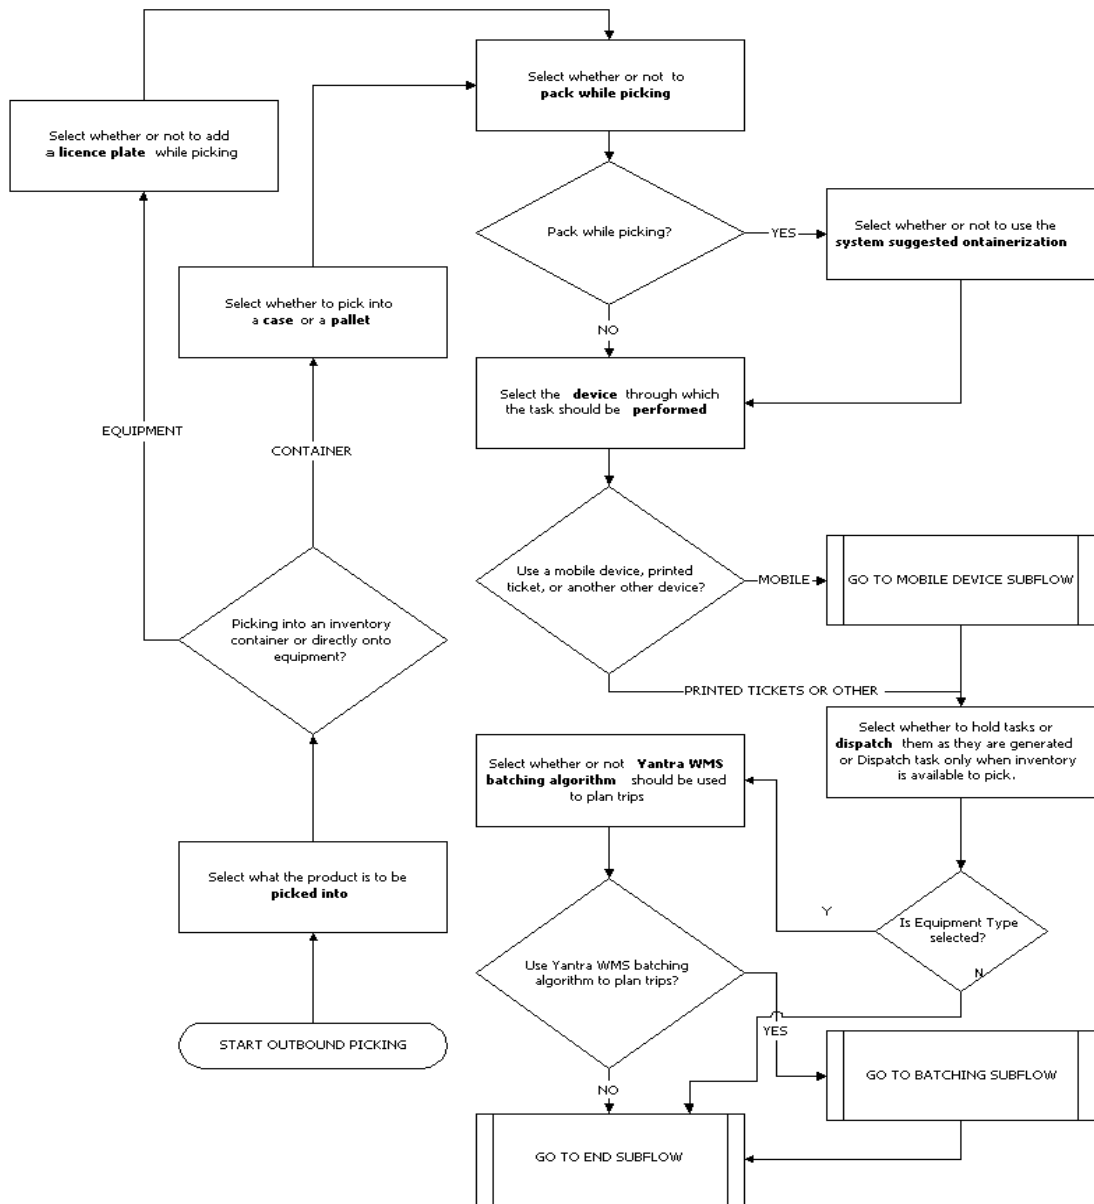 Select whether or not to
pack while picking
Select whether or not to add
a licence plate while picking
Pack while picking?
YES
Select whether or not to use the
system suggested ontainerization
Select whether to pick into
a case or a pallet
NO
Select the device through which
the task should be performed
EQUIPMENT
CONTAINER
Use a mobile device, printed
ticket, or another other device?
MOBILE
GO TO MOBILE DEVICE SUBFLOW
Picking into an inventory
container or directly onto
equipment?
PRINTED TICKETS OR OTHER
Select whether to hold tasks or
dispatch them as they are generated
or Dispatch task only when inventory
is available to pick.
Select whether or not Yantra WMS
batching algorithm should be used
to plan trips
Select what the product is to be
picked into
Y
Is Equipment Type
selected?
N
Use Yantra WMS batching
algorithm to plan trips?
START OUTBOUND PICKING
YES
GO TO BATCHING SUBFLOW
NO
GO TO END SUBFLOW